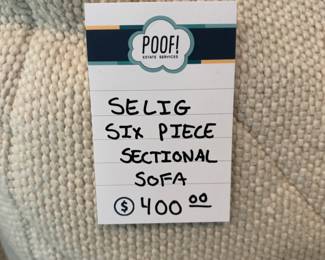 POOF!
ESTATE SERVICES
SELIG
SIX PIECE
SECTIONAL
SOFA
$ 400 00